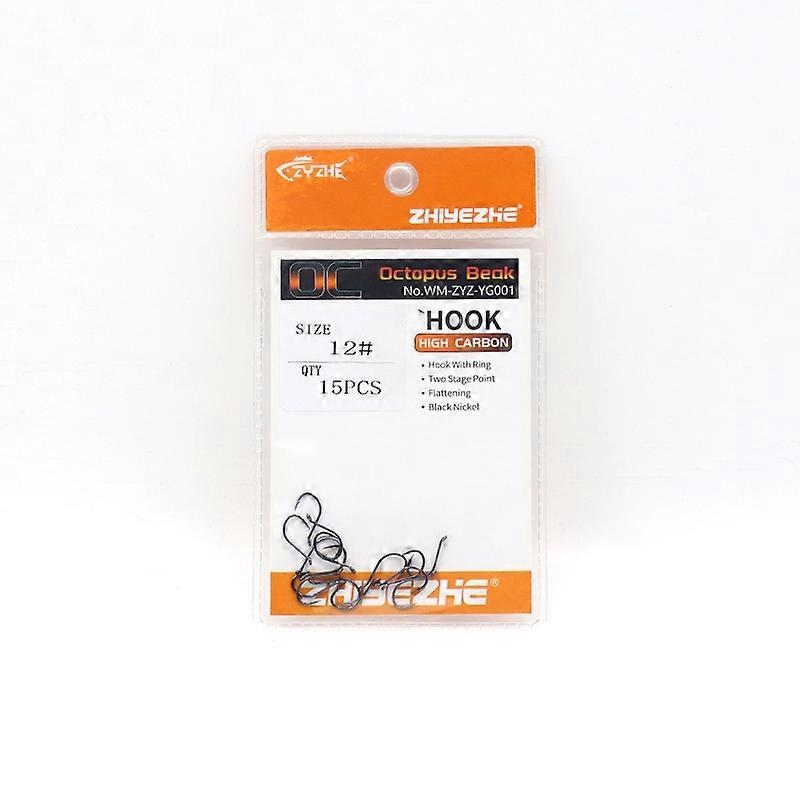 ZYZHE®
ZHIYEZHE®
OC
Octopus Beak
No.WM-ZYZ-YG001
SIZE
12#
QTY
15PCS
HOOK
HIGH CARBON
• Hook With Ring
• Two Stage Point
• Flattening
• Black Nickel
ZHIYEZHE®